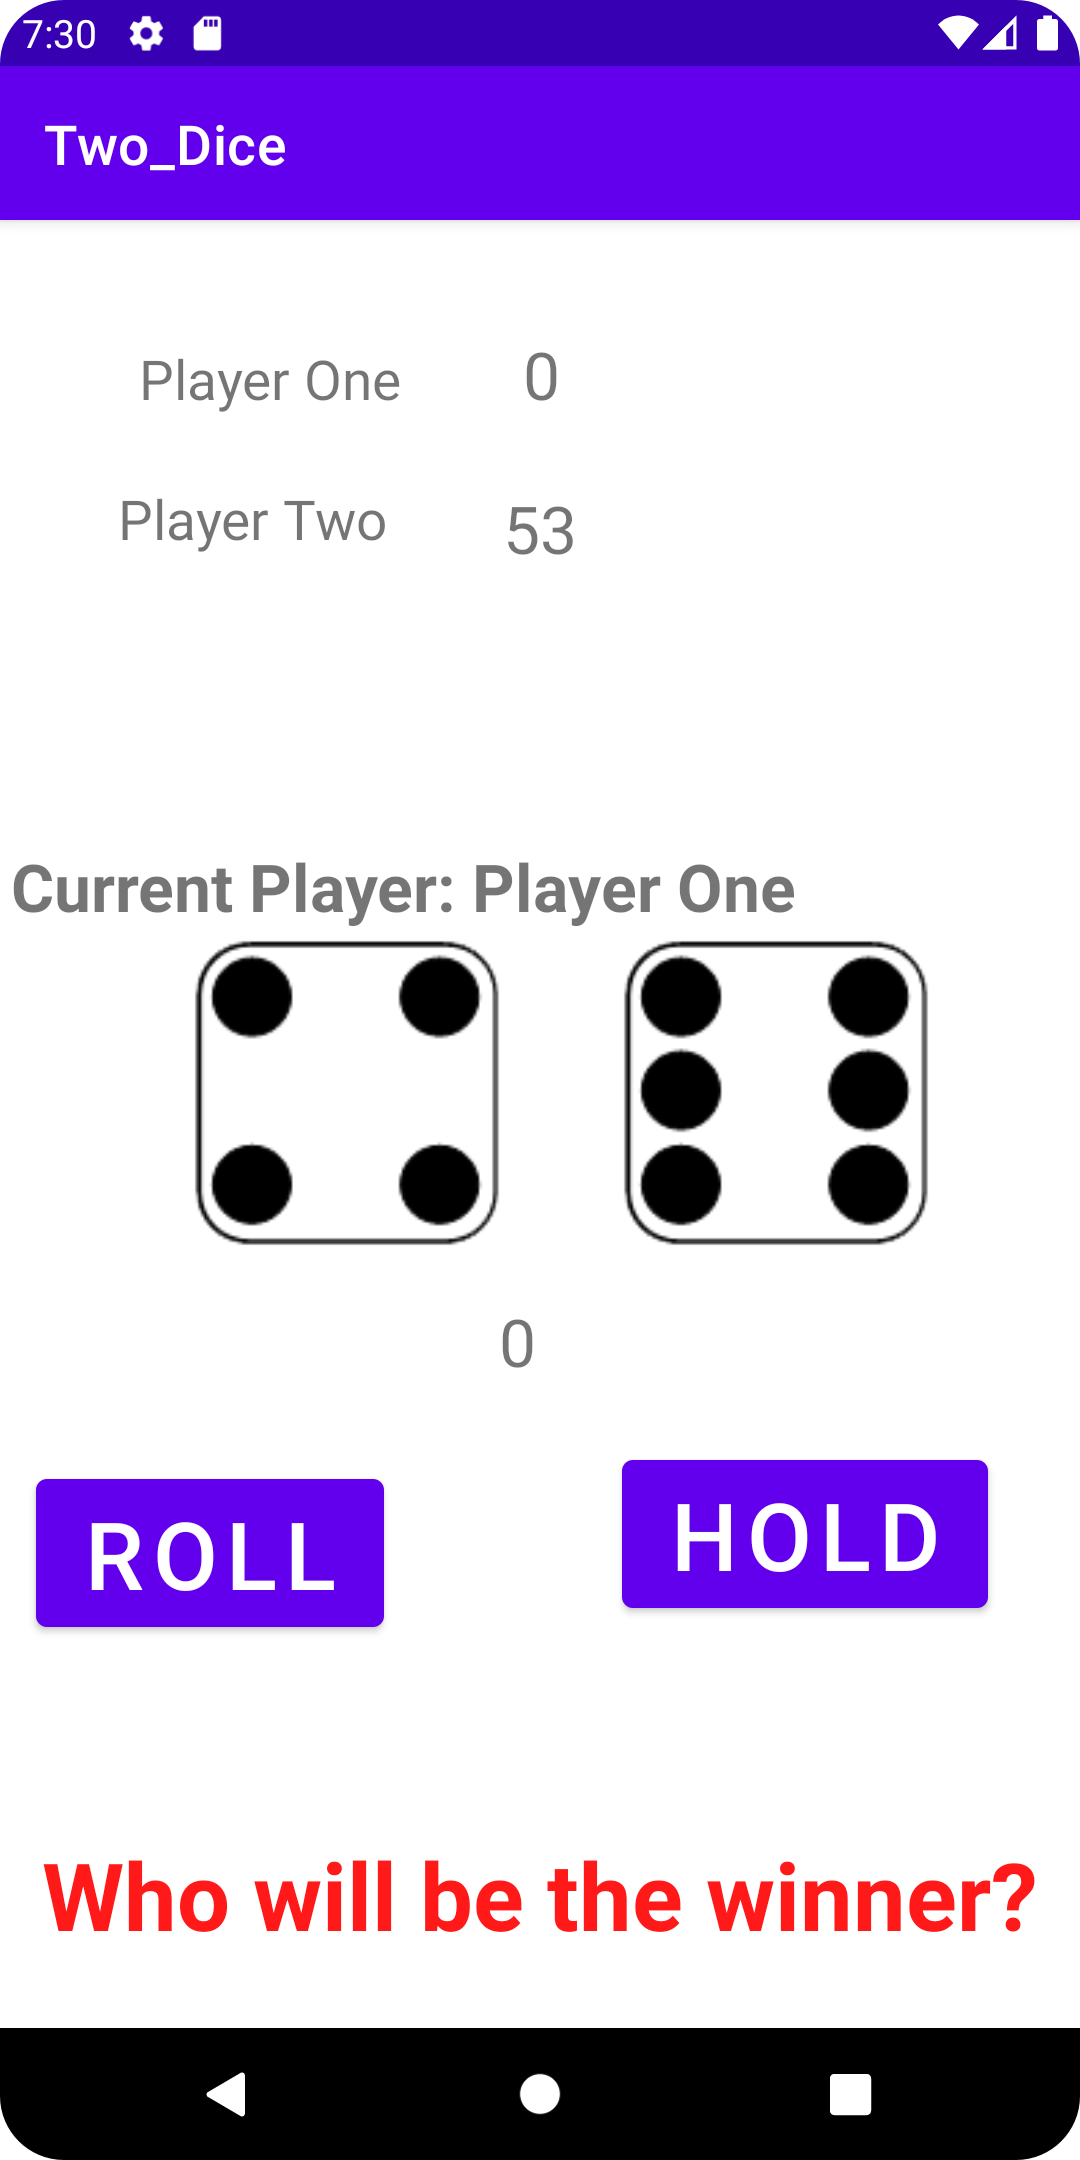 7:30
Two_Dice
Player One 0
Player Two 53
Current Player: Player One
0
ROLL HOLD
Who will be the winner?